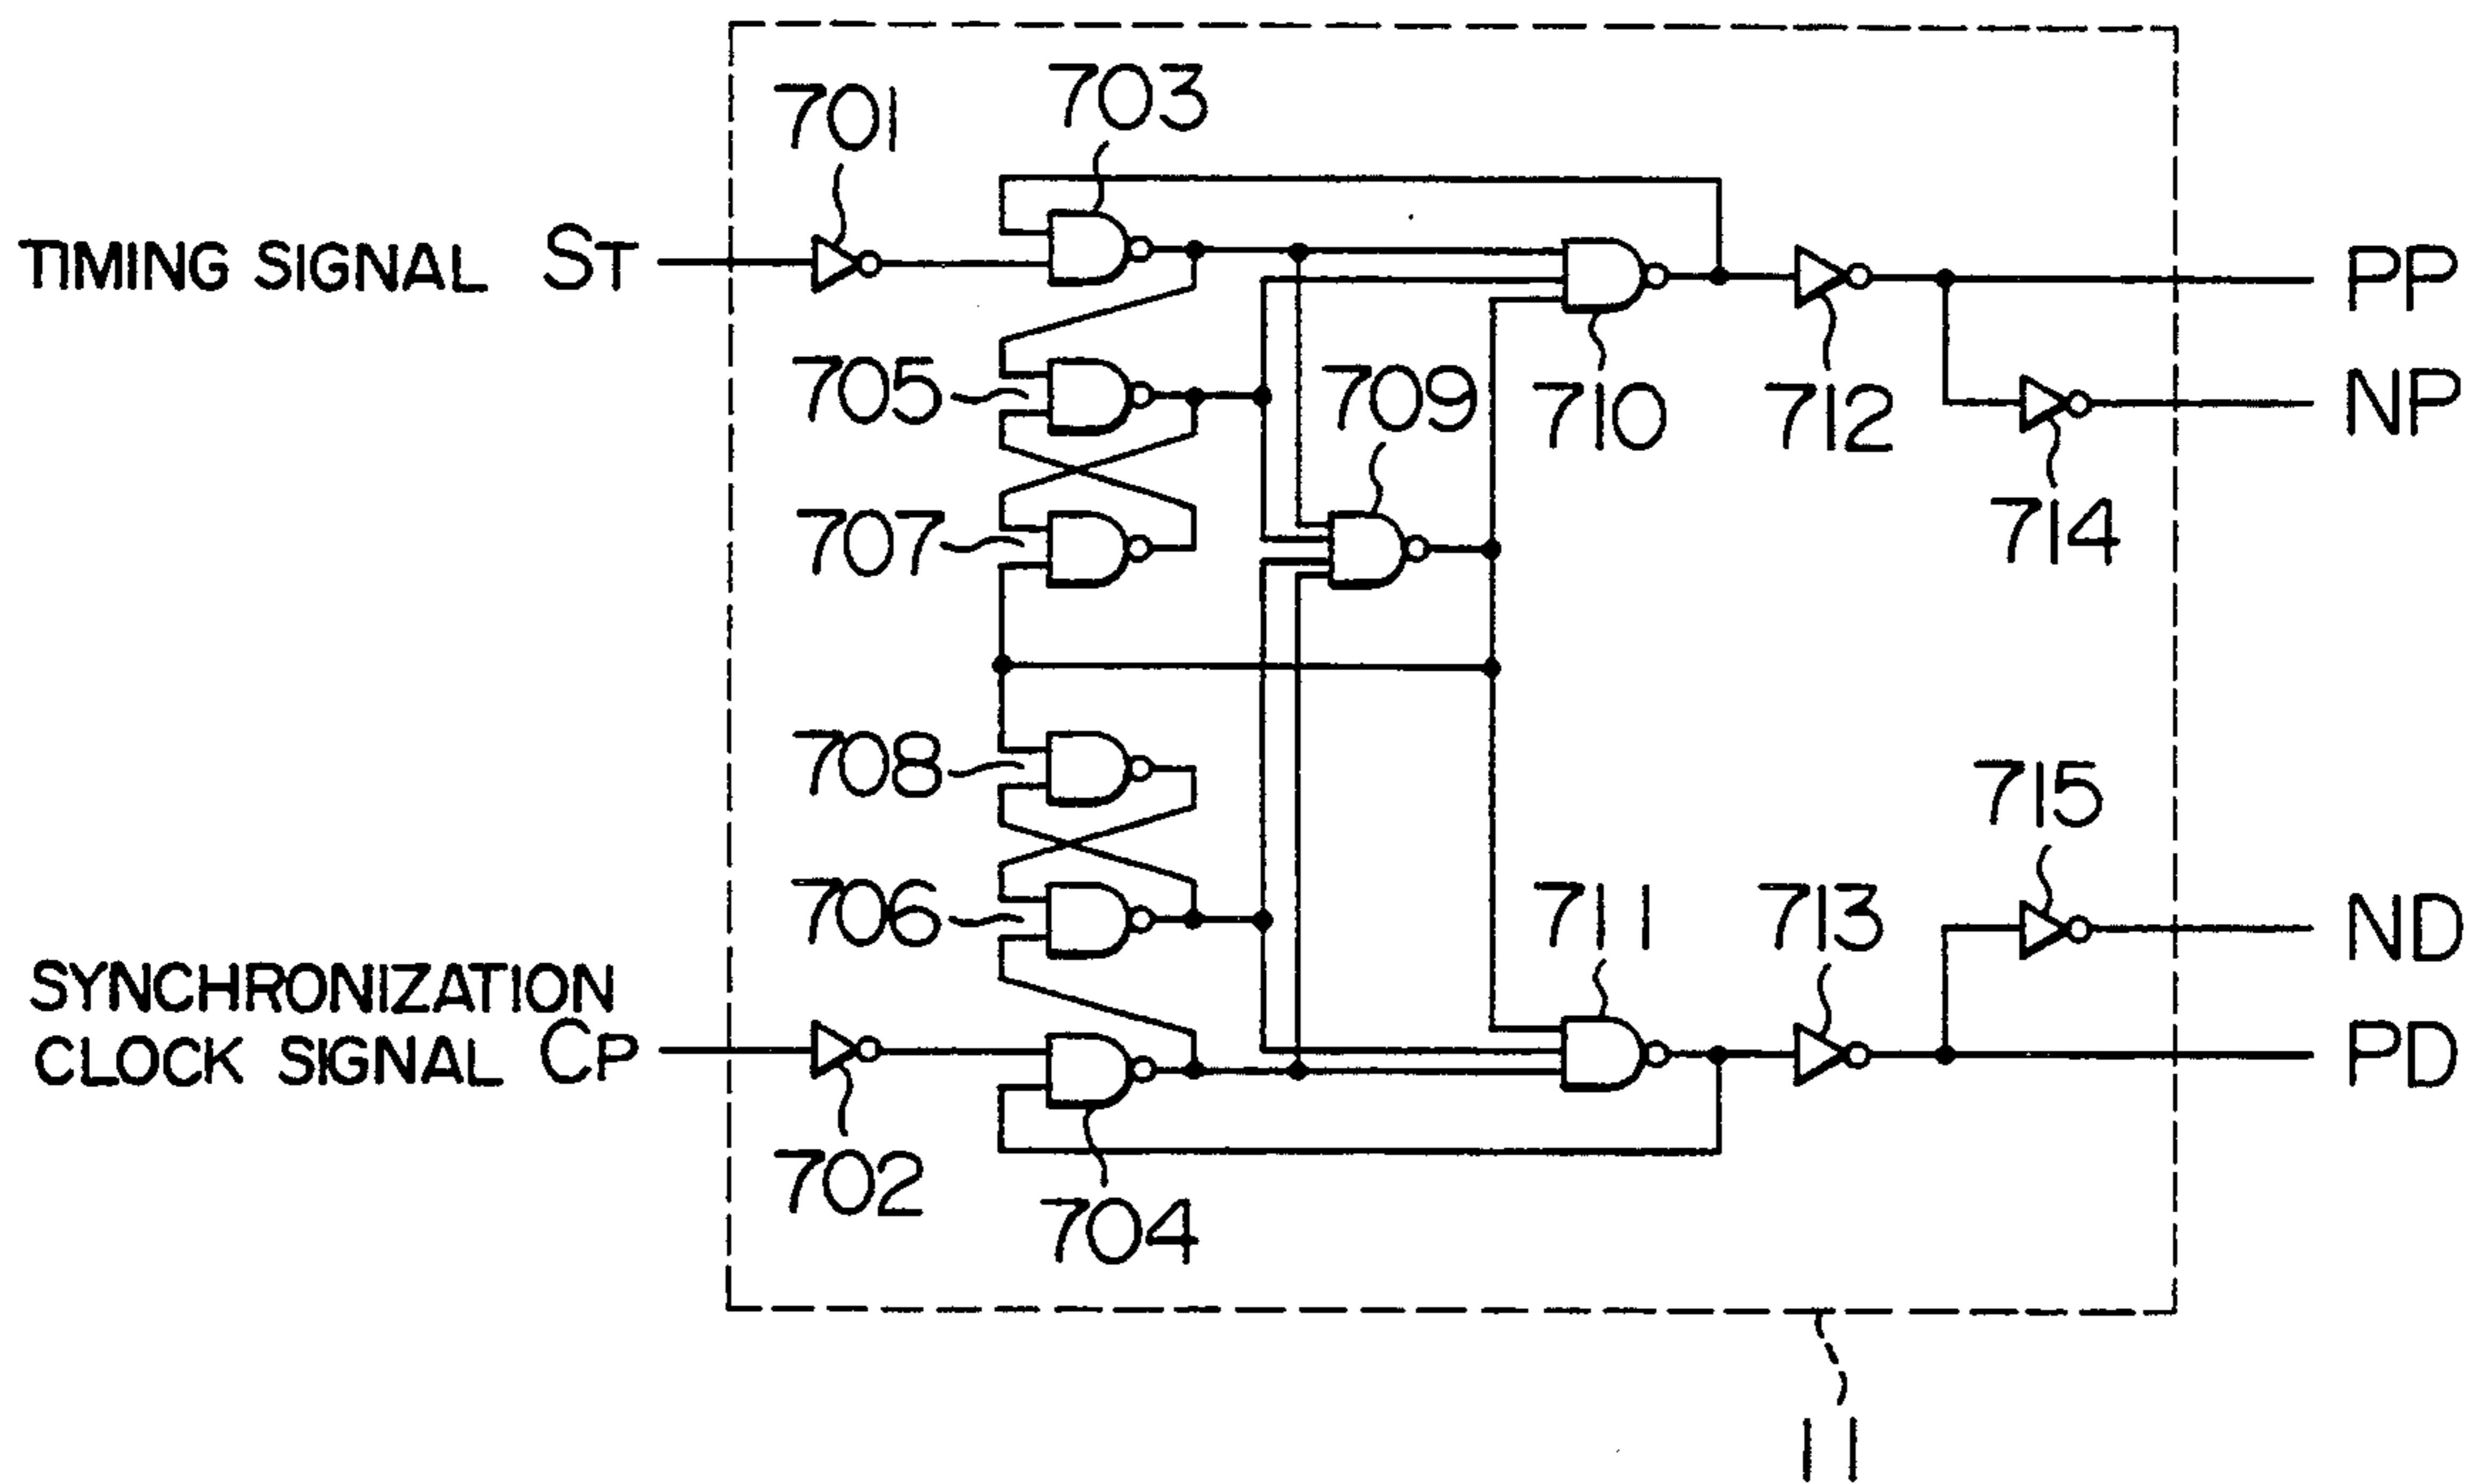 703
701
TIMING SIGNAL ST
PP
705
709
710
712
NP
707
714
708
715
706
711
713
ND
SYNCHRONIZATION
CLOCK SIGNAL CP
PD
702
704
11